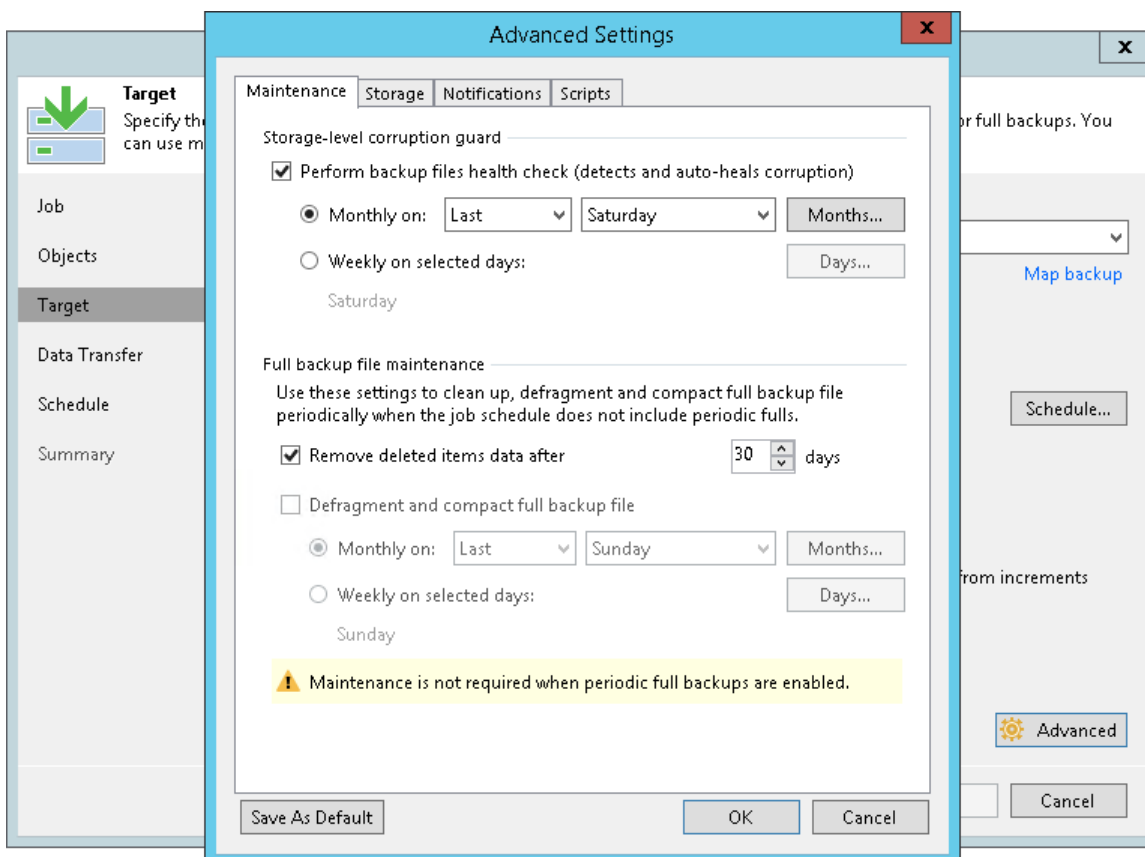 Advanced Settings
X
X
Target
Specify the
can use m
or full backups. You
Job
Objects
Target
Data Transfer
Schedule
Summary
Maintenance Storage Notifications Scripts
Storage-level corruption guard
Perform backup files health check (detects and auto-heals corruption)
Monthly on: Last Saturday Months...
Weekly on selected days: Days...
Saturday
Full backup file maintenance
Use these settings to clean up, defragment and compact full backup file
periodically when the job schedule does not include periodic fulls.
Remove deleted items data after 30 days
Defragment and compact full backup file
Monthly on: Last Sunday Months...
Weekly on selected days: Days...
Sunday
Maintenance is not required when periodic full backups are enabled.
Save As Default OK Cancel
Map backup
Schedule...
from increments
Advanced
Cancel